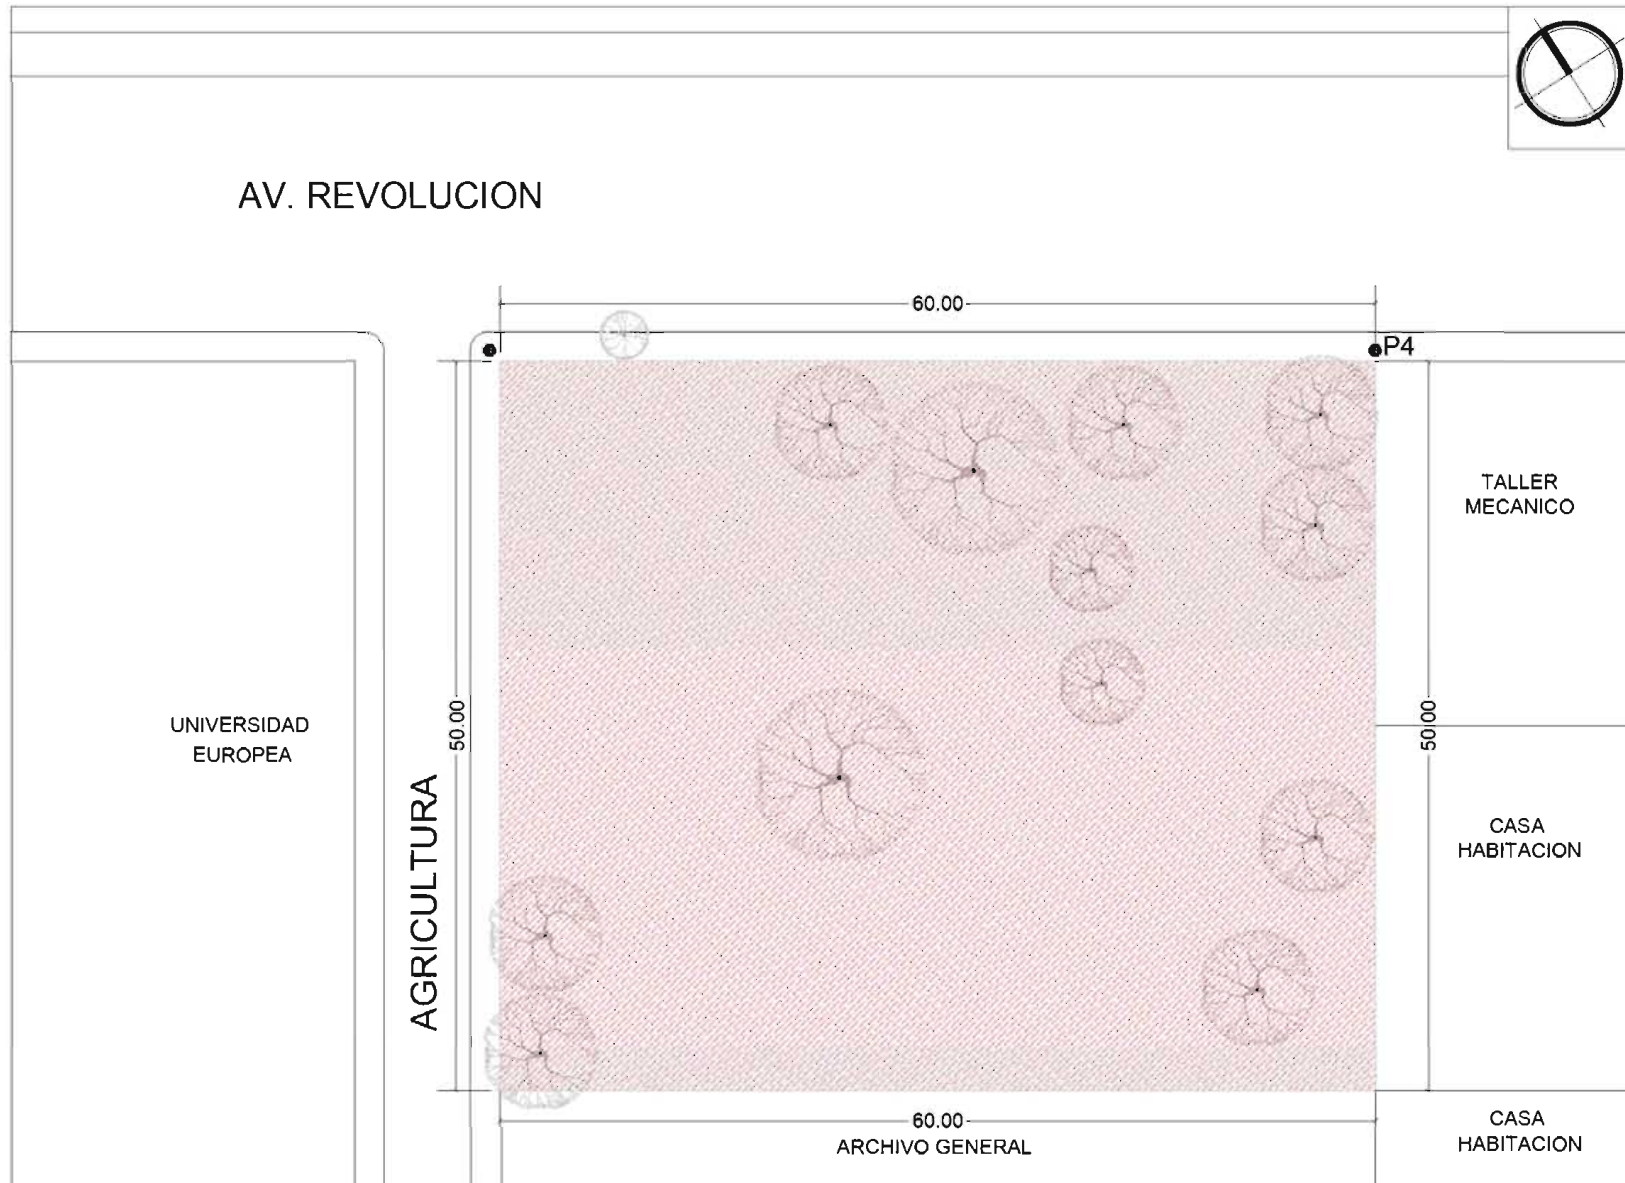 AV. REVOLUCION
60.00
P4
TALLER
MECANICO
50.00
50.00
UNIVERSIDAD
EUROPEA
AGRICULTURA
CASA
HABITACION
60.00
ARCHIVO GENERAL
CASA
HABITACION